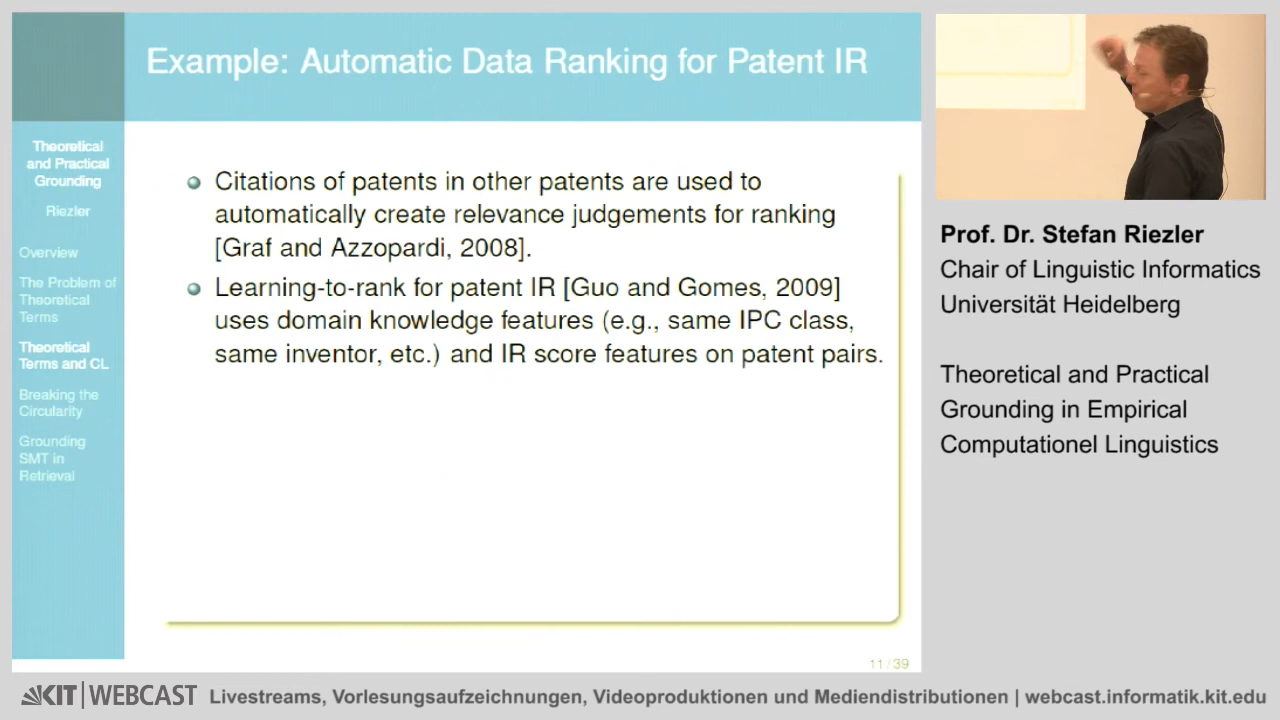 Example: Automatic Data Ranking for Patent IR
Theoretical
and Practical
Grounding
Riezler
Overview
The Problem of
Theoretical
Terms
Theoretical
Terms and CL
Breaking the
Circularity
Grounding
SMT in
Retrieval
Citations of patents in other patents are used to
automatically create relevance judgements for ranking
[Graf and Azzopardi, 2008].
Learning-to-rank for patent IR [Guo and Gomes, 2009]
uses domain knowledge features (e.g., same IPC class,
same inventor, etc.) and IR score features on patent pairs.
11 / 39
Prof. Dr. Stefan Riezler
Chair of Linguistic Informatics
Universität Heidelberg
Theoretical and Practical
Grounding in Empirical
Computationel Linguistics
KIT | WEBCAST Livestreams, Vorlesungsaufzeichnungen, Videoproduktionen und Mediendistributionen | webcast.informatik.kit.edu